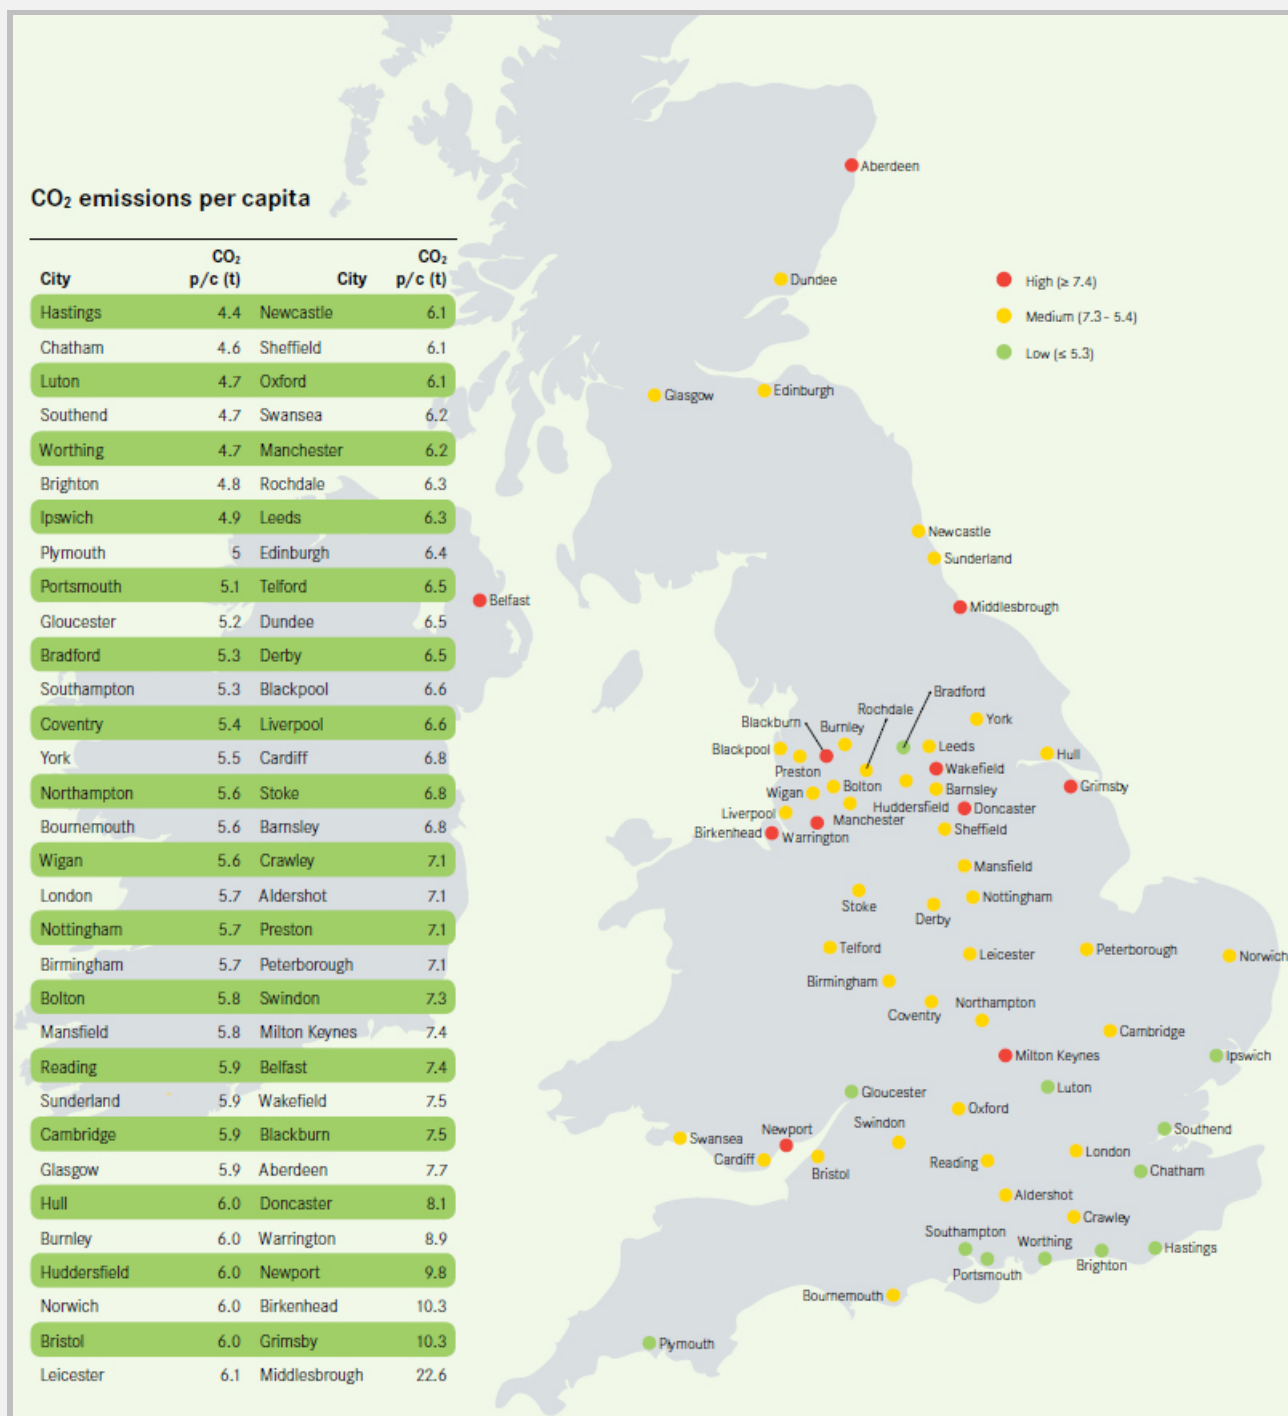 CO₂ emissions per capita
City CO₂ p/c (t) City CO₂ p/c (t)
Hastings 4.4 Newcastle 6.1
Chatham 4.6 Sheffield 6.1
Luton 4.7 Oxford 6.1
Southend 4.7 Swansea 6.2
Worthing 4.7 Manchester 6.2
Brighton 4.8 Rochdale 6.3
Ipswich 4.9 Leeds 6.3
Plymouth 5 Edinburgh 6.4
Portsmouth 5.1 Telford 6.5
Gloucester 5.2 Dundee 6.5
Bradford 5.3 Derby 6.5
Southampton 5.3 Blackpool 6.6
Coventry 5.4 Liverpool 6.6
York 5.5 Cardiff 6.8
Northampton 5.6 Stoke 6.8
Bournemouth 5.6 Barnsley 6.8
Wigan 5.6 Crawley 7.1
London 5.7 Aldershot 7.1
Nottingham 5.7 Preston 7.1
Birmingham 5.7 Peterborough 7.1
Bolton 5.8 Swindon 7.3
Mansfield 5.8 Milton Keynes 7.4
Reading 5.9 Belfast 7.4
Sunderland 5.9 Wakefield 7.5
Cambridge 5.9 Blackburn 7.5
Glasgow 5.9 Aberdeen 7.7
Hull 6.0 Doncaster 8.1
Burnley 6.0 Warrington 8.9
Huddersfield 6.0 Newport 9.8
Norwich 6.0 Birkenhead 10.3
Bristol 6.0 Grimsby 10.3
Leicester 6.1 Middlesbrough 22.6
High (≥ 7.4)
Medium (7.3 - 5.4)
Low (≤ 5.3)
Aberdeen
Dundee
Glasgow
Edinburgh
Newcastle
Sunderland
Belfast
Middlesbrough
Bradford
Rochdale
Blackburn
Burnley
York
Blackpool
Leeds
Hull
Preston
Wakefield
Wigan
Bolton
Barnsley
Grimsby
Huddersfield
Doncaster
Liverpool
Manchester
Birkenhead
Warrington
Sheffield
Mansfield
Stoke
Nottingham
Derby
Telford
Leicester
Peterborough
Norwich
Birmingham
Coventry
Northampton
Cambridge
Milton Keynes
Ipswich
Gloucester
Luton
Oxford
Swindon
Newport
Southend
Swansea
Cardiff
Bristol
Reading
London
Chatham
Aldershot
Crawley
Southampton
Worthing
Hastings
Portsmouth
Brighton
Bournemouth
Plymouth